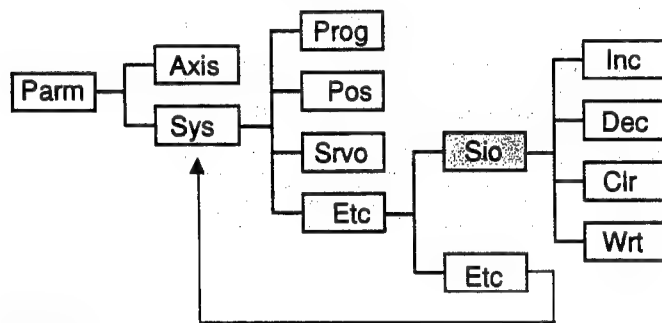 Prog
Inc
Axis
Parm
Pos
Dec
Sys
Srvo
Sio
Clr
Etc
Wrt
Etc